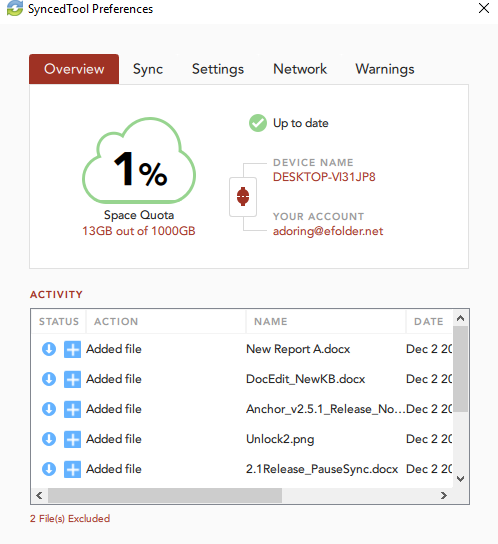 SyncedTool Preferences
Overview Sync Settings Network Warnings
1%
Space Quota
13GB out of 1000GB
Up to date
DEVICE NAME
DESKTOP-VI31JP8
YOUR ACCOUNT
adoring@efolder.net
ACTIVITY
STATUS ACTION NAME DATE
Added file New Report A.docx Dec 2 20
Added file DocEdit_NewKB.docx Dec 2 20
Added file Anchor_v2.5.1_Release_No... Dec 2 20
Added file Unlock2.png Dec 2 20
Added file 2.1Release_PauseSync.docx Dec 2 20
2 File(s) Excluded